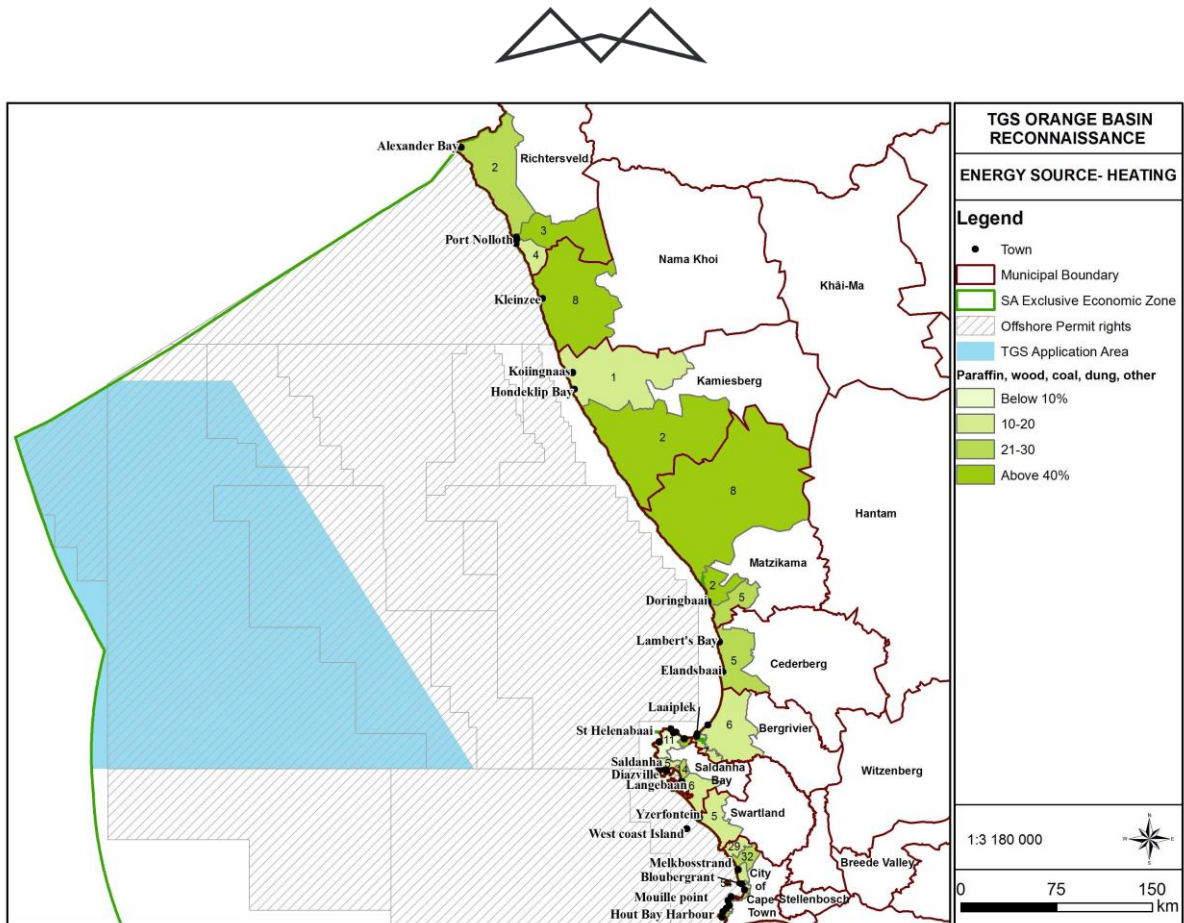 TGS ORANGE BASIN
RECONNAISSANCE
ENERGY SOURCE- HEATING
Legend
Town
Municipal Boundary
SA Exclusive Economic Zone
Offshore Permit rights
TGS Application Area
Paraffin, wood, coal, dung, other
Below 10%
10-20
21-30
Above 40%
1:3 180 000
N
W E
S
0 75 150
km
Alexander Bay
Richtersveld
2
Port Nolloth
3
4
Nama Khoi
Khâi-Ma
Kleinzee
8
Koiingnaas
1
Kamiesberg
Hondeklip Bay
2
8
Hantam
Matzikama
2
5
Doringbaai
Lambert's Bay
5
Cederberg
Elandsbaai
Laaiplek
6
Bergrivier
St Helenabaai
11
Witzenberg
Saldanha
5
14
Saldanha
Bay
Diazville
Langebaan
6
Yzerfontein
5
Swartland
West coast Island
29
32
Melkbosstrand
Breede Valley
Bloubergrant
5
City
of
Cape
Town
Stellenbosch
Mouille point
Hout Bay Harbour